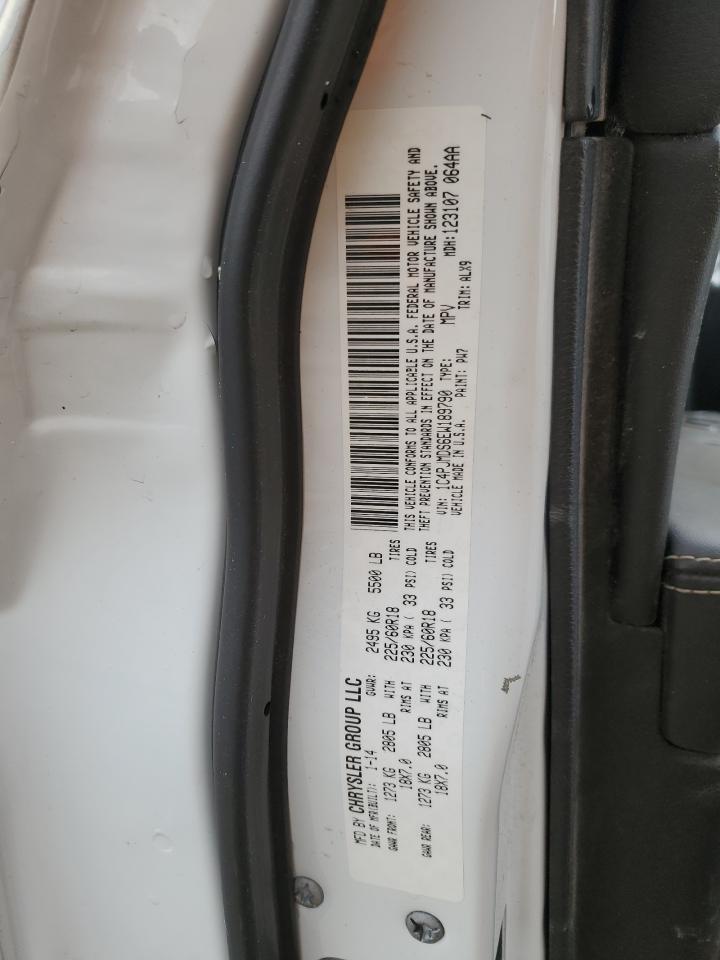 MFD BY CHRYSLER GROUP LLC
DATE OF MFR(BUILT): 1-14 GVWR: 2495 KG 5500 LB
GAWR FRONT: 1273 KG 2805 LB WITH 225/60R18 TIRES
18X7.0 RIMS AT 230 KPA ( 33 PSI) COLD
GAWR REAR: 1273 KG 2805 LB WITH 225/60R18 TIRES
18X7.0 RIMS AT 230 KPA ( 33 PSI) COLD
THIS VEHICLE CONFORMS TO ALL APPLICABLE U.S.A. FEDERAL MOTOR VEHICLE SAFETY AND
THEFT PREVENTION STANDARDS IN EFFECT ON THE DATE OF MANUFACTURE SHOWN ABOVE.
VIN: 1C4PJMDS6EW189790 TYPE: MPV MDH:123107 064AA
VEHICLE MADE IN U.S.A. PAINT: PW7 TRIM: ALX9